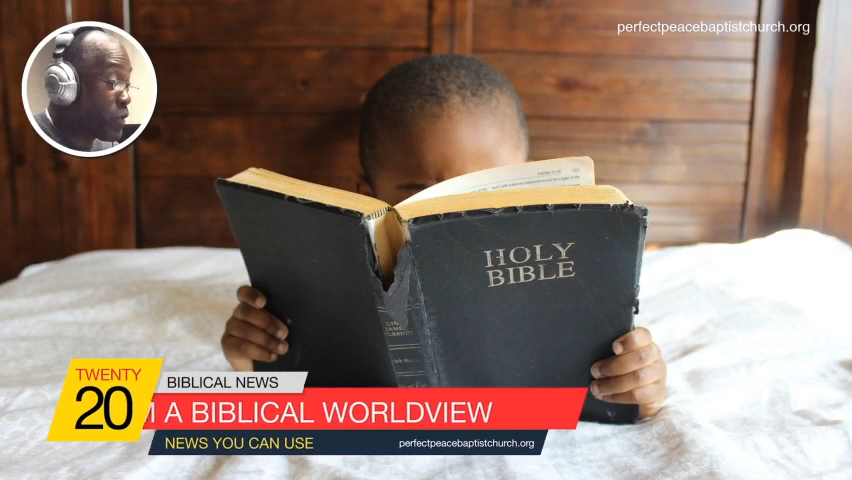 perfectpeacebaptistchurch.org
HOLY
BIBLE
TWENTY
20
BIBLICAL NEWS
M A BIBLICAL WORLDVIEW
NEWS YOU CAN USE
perfectpeacebaptistchurch.org